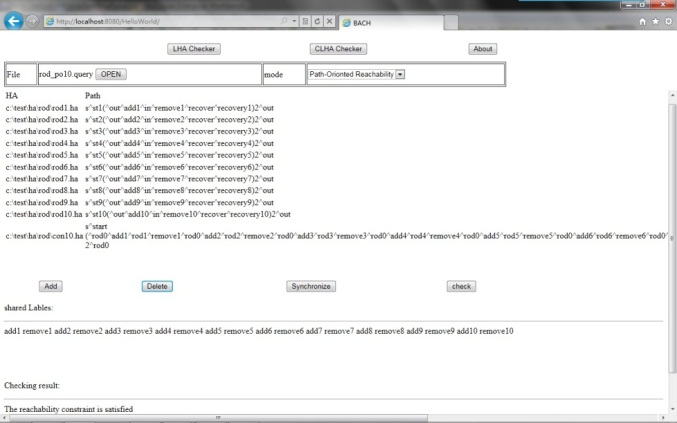 http://localhost:8080/HelloWorld/
BACH
LHA Checker CLHA Checker About
File rod_po10.query OPEN mode Path-Orionted Reachability
HA Path
c:\test\ha\rod\rod1.ha s^st1(^out^add1^in^remove1^recover^recovery1)2^out
c:\test\ha\rod\rod2.ha s^st2(^out^add2^in^remove2^recover^recovery2)2^out
c:\test\ha\rod\rod3.ha s^st3(^out^add3^in^remove3^recover^recovery3)2^out
c:\test\ha\rod\rod4.ha s^st4(^out^add4^in^remove4^recover^recovery4)2^out
c:\test\ha\rod\rod5.ha s^st5(^out^add5^in^remove5^recover^recovery5)2^out
c:\test\ha\rod\rod6.ha s^st6(^out^add6^in^remove6^recover^recovery6)2^out
c:\test\ha\rod\rod7.ha s^st7(^out^add7^in^remove7^recover^recovery7)2^out
c:\test\ha\rod\rod8.ha s^st8(^out^add8^in^remove8^recover^recovery8)2^out
c:\test\ha\rod\rod9.ha s^st9(^out^add9^in^remove9^recover^recovery9)2^out
c:\test\ha\rod\rod10.ha s^st10(^out^add10^in^remove10^recover^recovery10)2^out
s^start
c:\test\ha\rod\con10.ha (^rod0^add1^rod1^remove1^rod0^add2^rod2^remove2^rod0^add3^rod3^remove3^rod0^add4^rod4^remove4^rod0^add5^rod5^remove5^rod0^add6^rod6^remove6^rod0^
2^rod0
Add Delete Synchronize check
shared Lables:
add1 remove1 add2 remove2 add3 remove3 add4 remove4 add5 remove5 add6 remove6 add7 remove7 add8 remove8 add9 remove9 add10 remove10
Checking result:
The reachability constraint is satisfied